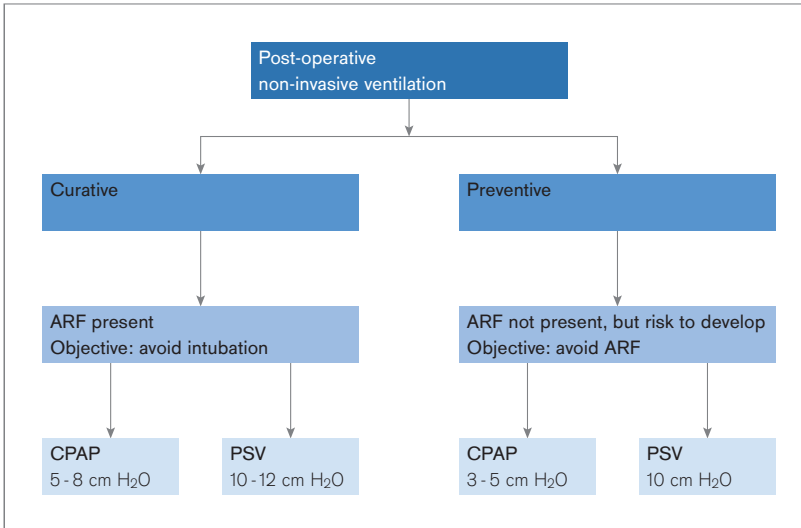 Post-operative
non-invasive ventilation
Curative
Preventive
ARF present
Objective: avoid intubation
ARF not present, but risk to develop
Objective: avoid ARF
CPAP
5-8 cm H₂O
PSV
10-12 cm H₂O
CPAP
3-5 cm H₂O
PSV
10 cm H₂O